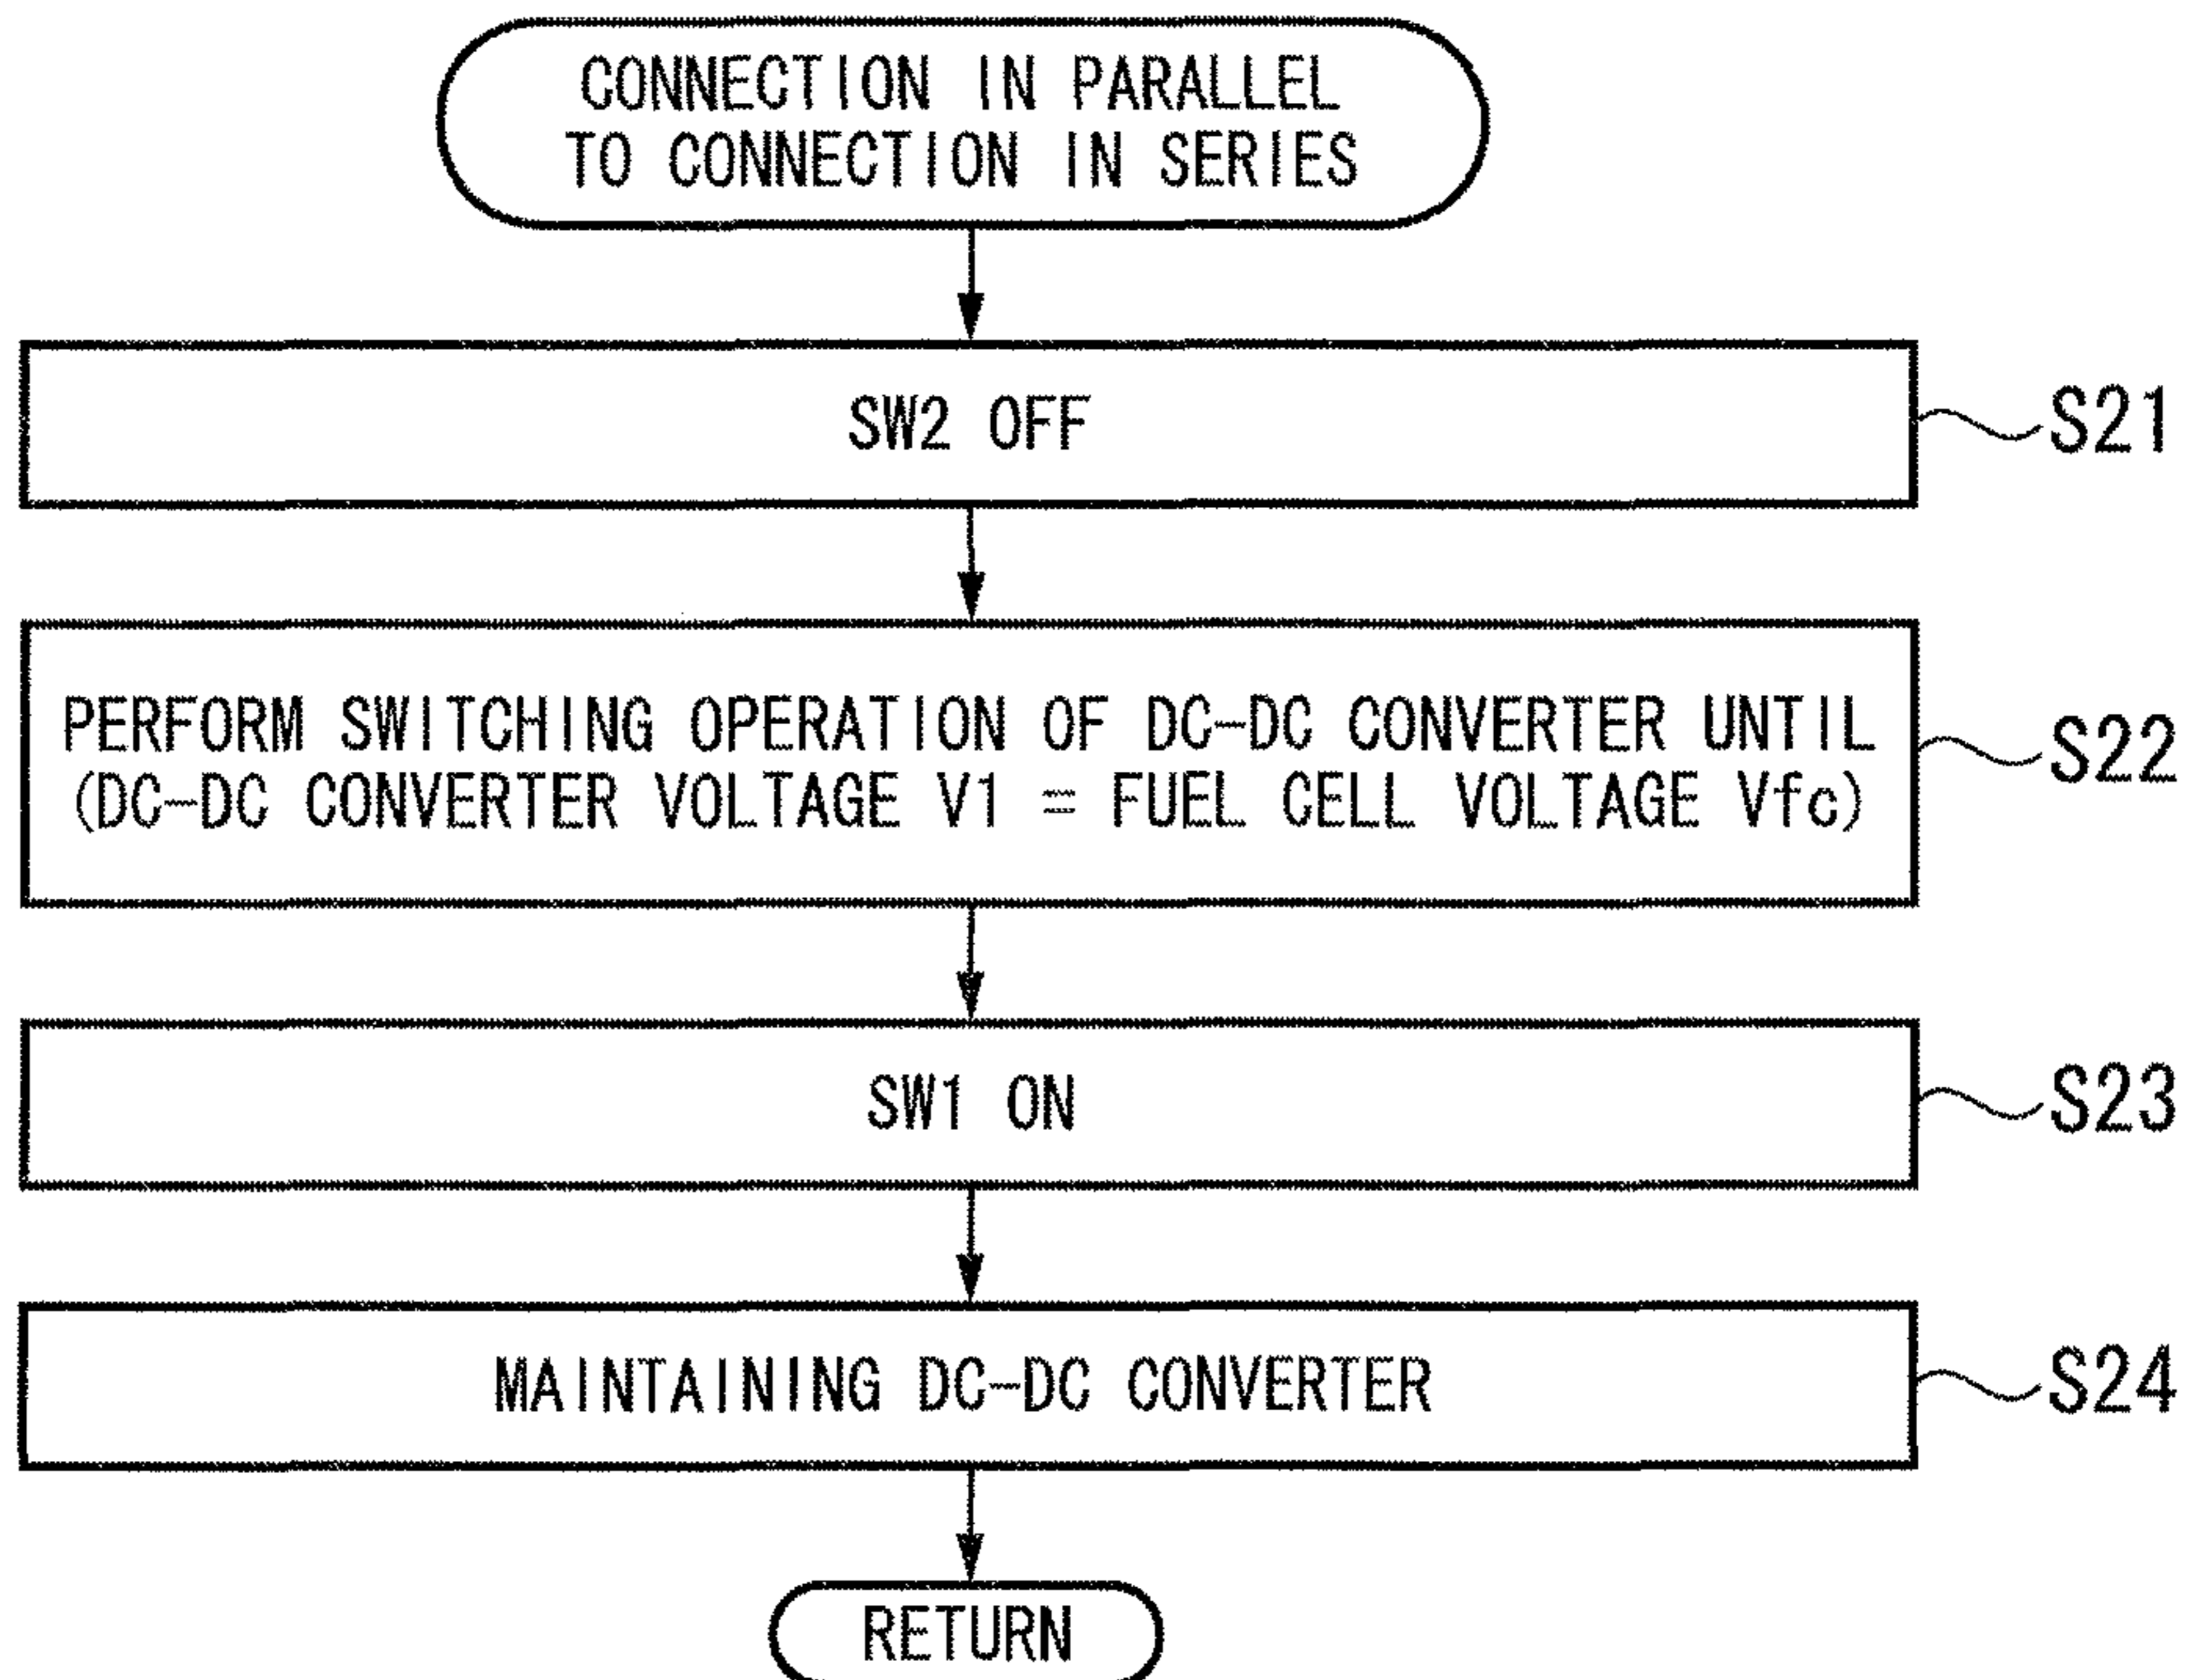 CONNECTION IN PARALLEL
TO CONNECTION IN SERIES
SW2 OFF
S21
PERFORM SWITCHING OPERATION OF DC-DC CONVERTER UNTIL
(DC-DC CONVERTER VOLTAGE V1 = FUEL CELL VOLTAGE Vfc)
S22
SW1 ON
S23
MAINTAINING DC-DC CONVERTER
S24
RETURN